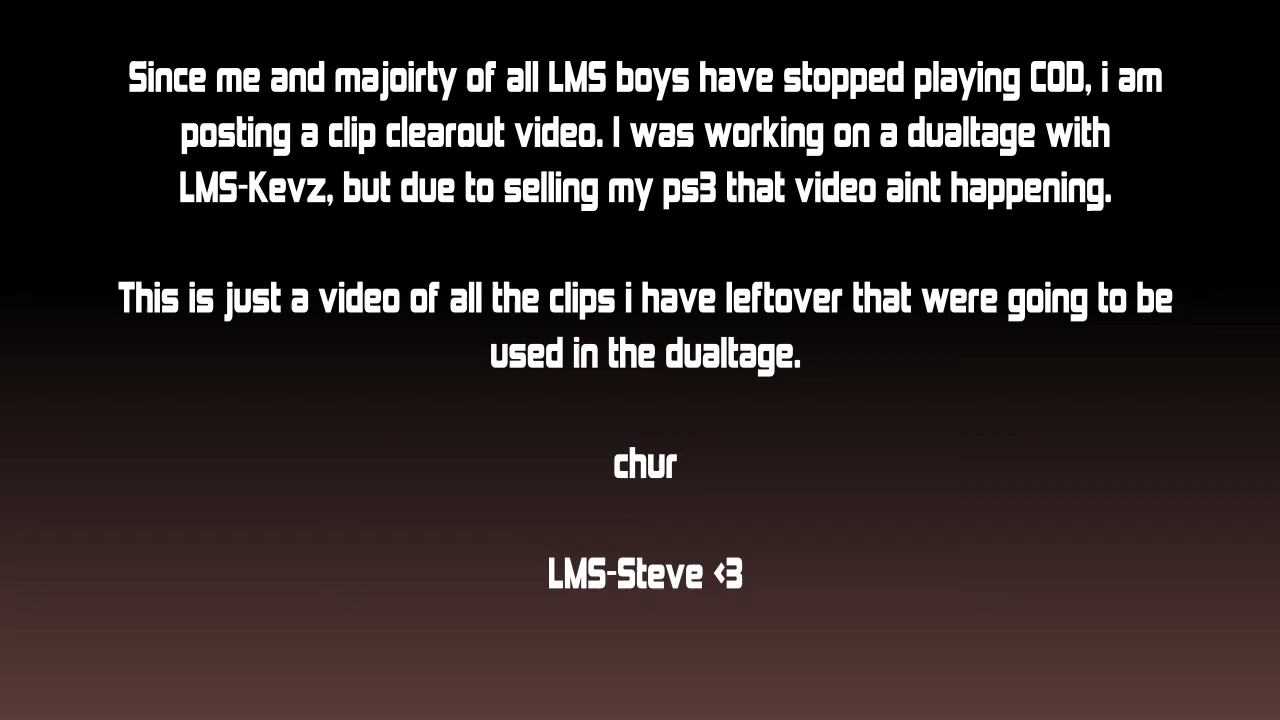 Since me and majoirty of all LMS boys have stopped playing COD, i am
posting a clip clearout video. I was working on a dualtage with
LMS-Kevz, but due to selling my ps3 that video aint happening.
This is just a video of all the clips i have leftover that were going to be
used in the dualtage.
chur
LMS-Steve <3